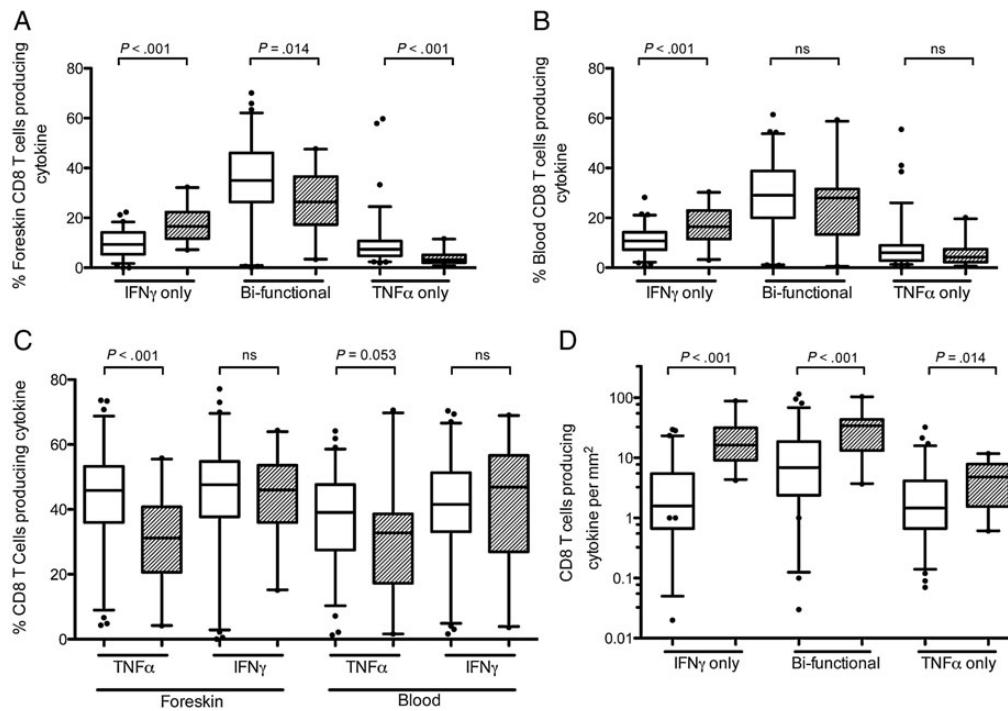 A
% Foreskin CD8 T cells producing
cytokine
P < .001
P = .014
P < .001
80
60
40
20
0
IFNγ only
Bi-functional
TNFα only
B
% Blood CD8 T cells producing
cytokine
P < .001
ns
ns
80
60
40
20
0
IFNγ only
Bi-functional
TNFα only
C
% CD8 T Cells producing cytokine
P < .001
ns
P = 0.053
ns
80
60
40
20
0
TNFα
IFNγ
TNFα
IFNγ
Foreskin
Blood
D
CD8 T cells producing
cytokine per mm²
P < .001
P < .001
P = .014
100
10
1
0.1
0.01
IFNγ only
Bi-functional
TNFα only